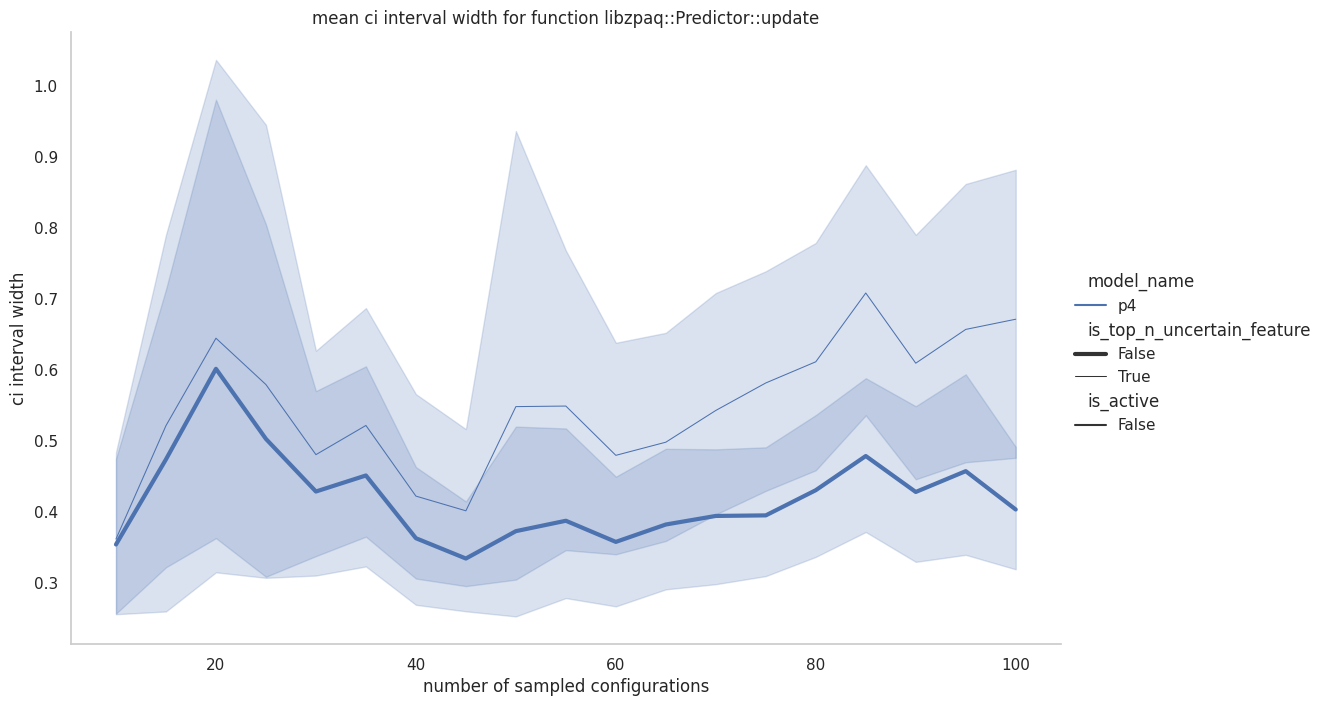 mean ci interval width for function libzpaq::Predictor::update
ci interval width
1.0
0.9
0.8
0.7
0.6
0.5
0.4
0.3
20
40
60
80
100
number of sampled configurations
model_name
p4
is_top_n_uncertain_feature
False
True
is_active
False